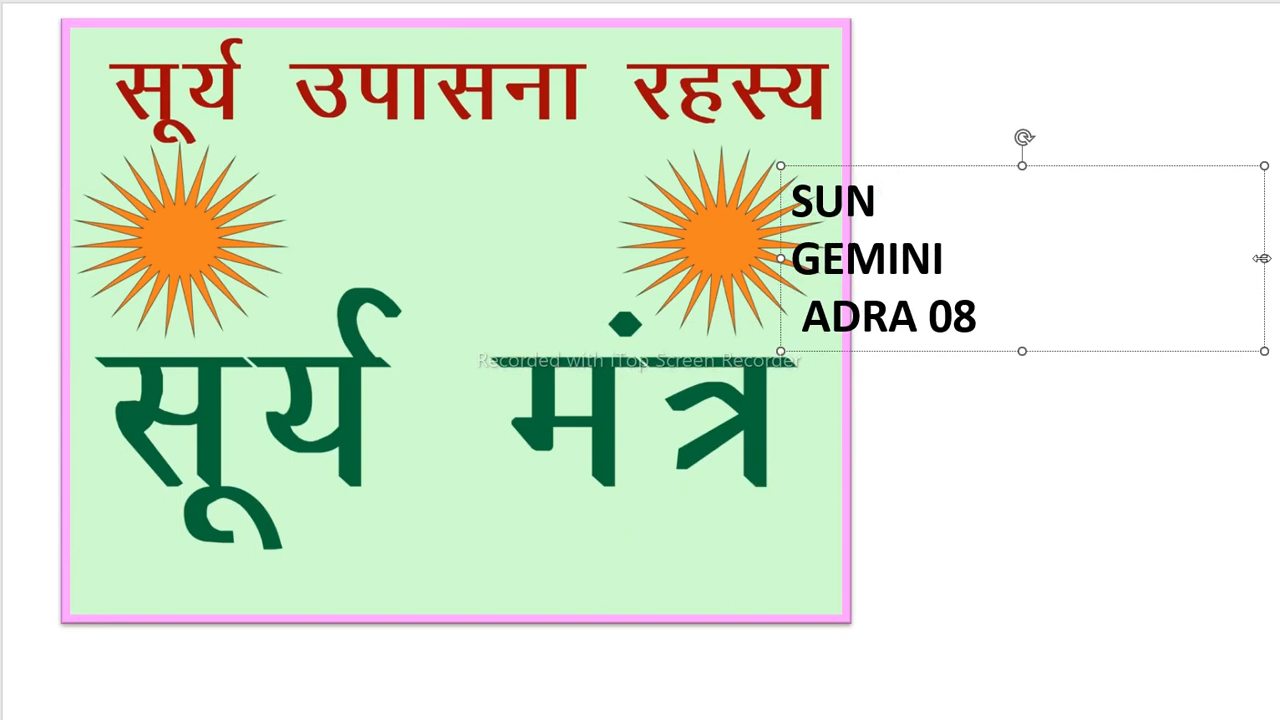 सूर्य उपासना रहस्य
SUN
GEMINI
ADRA 08
सूर्य मंत्र
Recorded with iTop Screen Recorder